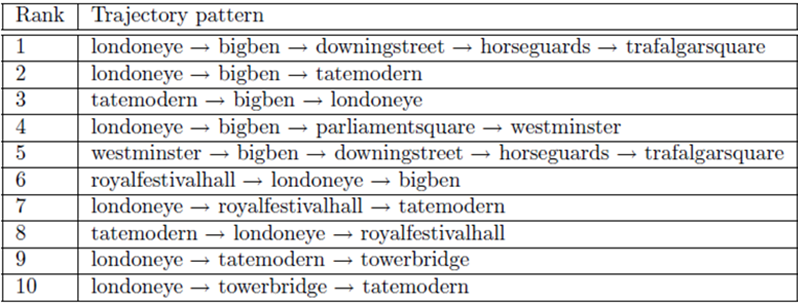 Rank Trajectory pattern
1 londoneye → bigben → downingstreet → horseguards → trafalgarsquare
2 londoneye → bigben → tatemodern
3 tatemodern → bigben → londoneye
4 londoneye → bigben → parliamentsquare → westminster
5 westminster → bigben → downingstreet → horseguards → trafalgarsquare
6 royalfestivalhall → londoneye → bigben
7 londoneye → royalfestivalhall → tatemodern
8 tatemodern → londoneye → royalfestivalhall
9 londoneye → tatemodern → towerbridge
10 londoneye → towerbridge → tatemodern